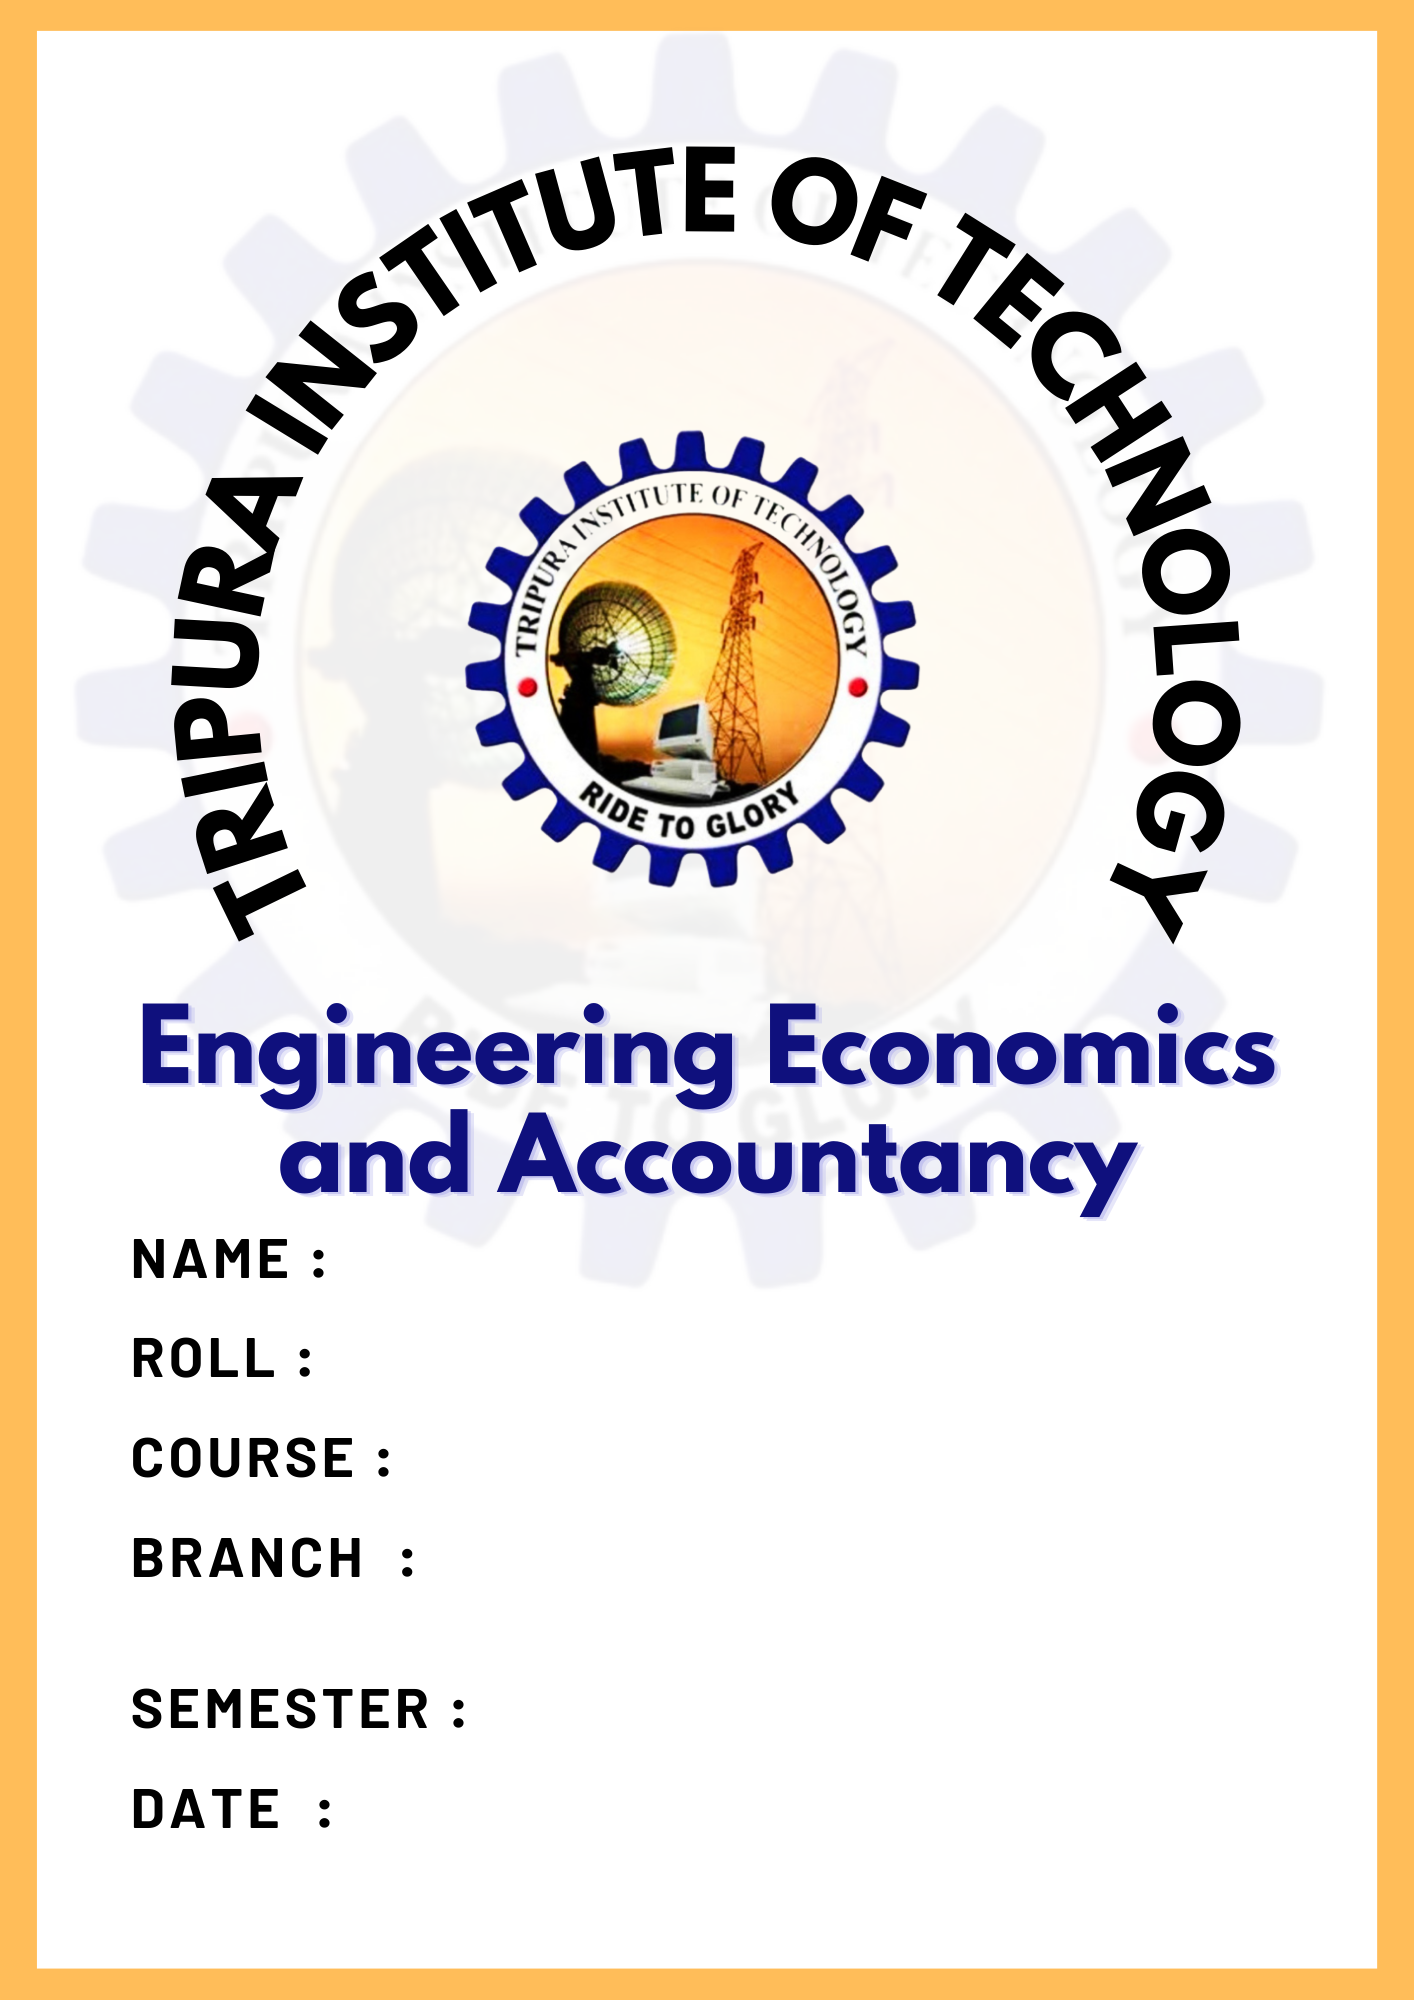 TRIPURA INSTITUTE OF TECHNOLOGY
TRIPURA INSTITUTE OF TECHNOLOGY
RIDE TO GLORY
Engineering Economics
and Accountancy
NAME :
ROLL :
COURSE :
BRANCH :
SEMESTER :
DATE :